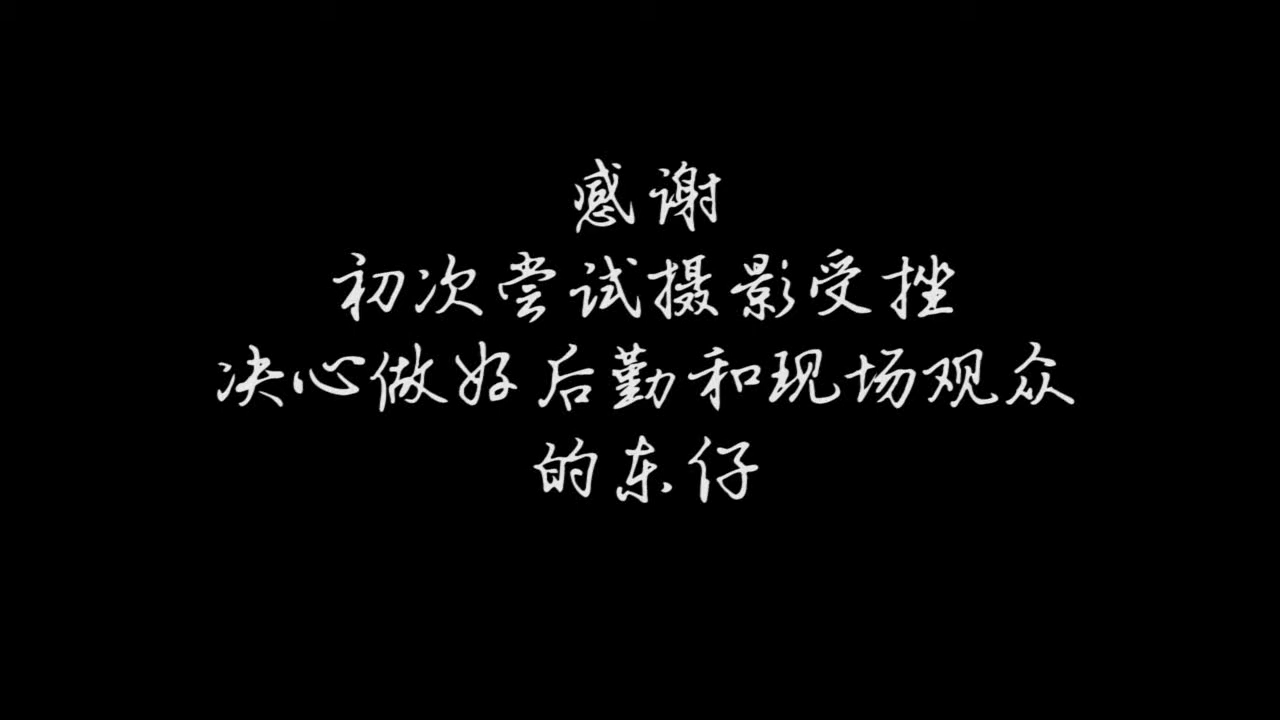 感谢
初次尝试摄影受挫
决心做好后勤和现场观众
的东仔